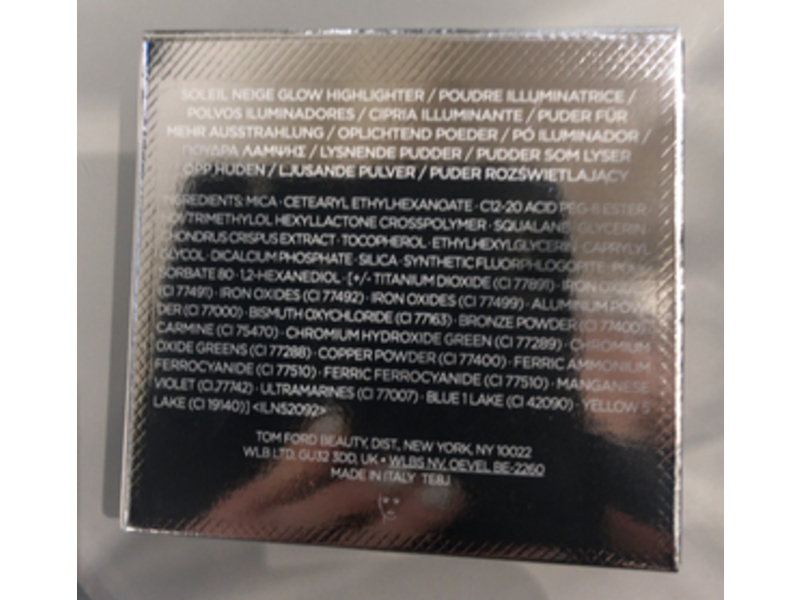 SOLEIL NEIGE GLOW HIGHLIGHTER / POUDRE ILLUMINATRICE /
POLVOS ILUMINADORES / CIPRIA ILLUMINANTE / PUDER FÜR
MEHR AUSSTRAHLUNG / OPLICHTEND POEDER / PÓ ILUMINADOR /
ΠΟΥΔΡΑ ΛΑΜΨΗΣ / LYSNENDE PUDDER / PUDDER SOM LYSER
OPP HUDEN / LJUSANDE PULVER / PUDER ROZŚWIETLAJĄCY
INGREDIENTS: MICA · CETEARYL ETHYLHEXANOATE · C12-20 ACID PEG-8 ESTER ·
HDI/TRIMETHYLOL HEXYLLACTONE CROSSPOLYMER · SQUALANE · GLYCERIN ·
CHONDRUS CRISPUS EXTRACT · TOCOPHEROL · ETHYLHEXYLGLYCERIN · CAPRYLYL
GLYCOL · DICALCIUM PHOSPHATE · SILICA · SYNTHETIC FLUORPHLOGOPITE · POLY-
SORBATE 80 · 1,2-HEXANEDIOL · [+/- TITANIUM DIOXIDE (CI 77891) · IRON OXIDES
(CI 77491) · IRON OXIDES (CI 77492) · IRON OXIDES (CI 77499) · ALUMINUM POW-
DER (CI 77000) · BISMUTH OXYCHLORIDE (CI 77163) · BRONZE POWDER (CI 77400) ·
CARMINE (CI 75470) · CHROMIUM HYDROXIDE GREEN (CI 77289) · CHROMIUM
OXIDE GREENS (CI 77288) · COPPER POWDER (CI 77400) · FERRIC AMMONIUM
FERROCYANIDE (CI 77510) · FERRIC FERROCYANIDE (CI 77510) · MANGANESE
VIOLET (CI 77742) · ULTRAMARINES (CI 77007) · BLUE 1 LAKE (CI 42090) · YELLOW 5
LAKE (CI 19140)] <ILN52092>
TOM FORD BEAUTY, DIST., NEW YORK, NY 10022
WLB LTD, GU32 3DD, UK • WLBS NV, OEVEL BE-2260
MADE IN ITALY TE8J